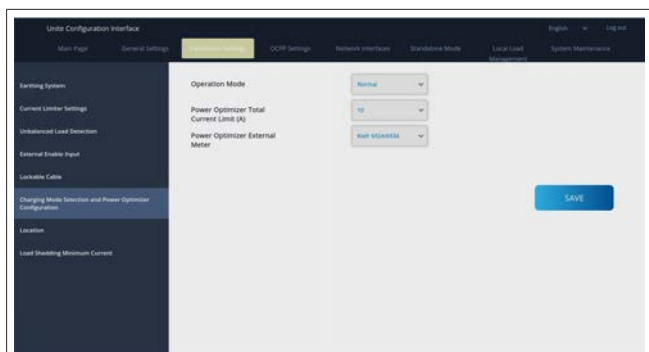 Unite Configuration Interface
English
Log out
Main Page
General Settings
Installation Settings
OCPP Settings
Network Interfaces
Standalone Mode
Local Load
Management
System Maintenance
Earthing System
Current Limiter Settings
Unbalanced Load Detection
External Enable Input
Lockable Cable
Charging Mode Selection and Power Optimizer
Configuration
Location
Load Shedding Minimum Current
Operation Mode
Normal
Power Optimizer Total
Current Limit (A)
10
Power Optimizer External
Meter
SAVE